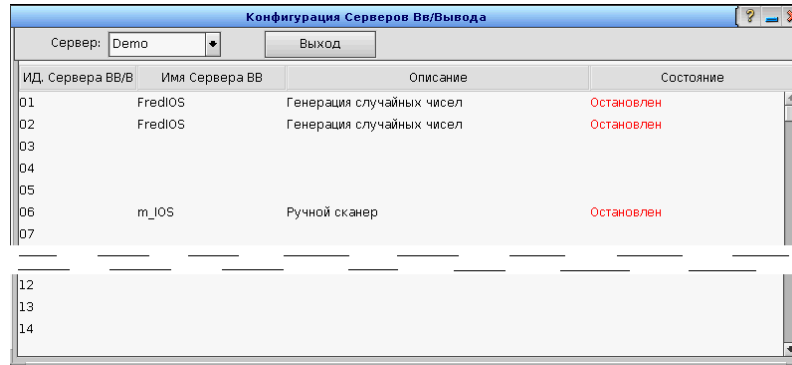 Конфигурация Серверов Вв/Вывода
Сервер: Demo Выход
ИД. Сервера ВВ/В Имя Сервера ВВ Описание Состояние
01 FredIOS Генерация случайных чисел Остановлен
02 FredIOS Генерация случайных чисел Остановлен
03
04
05
06 m_IOS Ручной сканер Остановлен
07
12
13
14